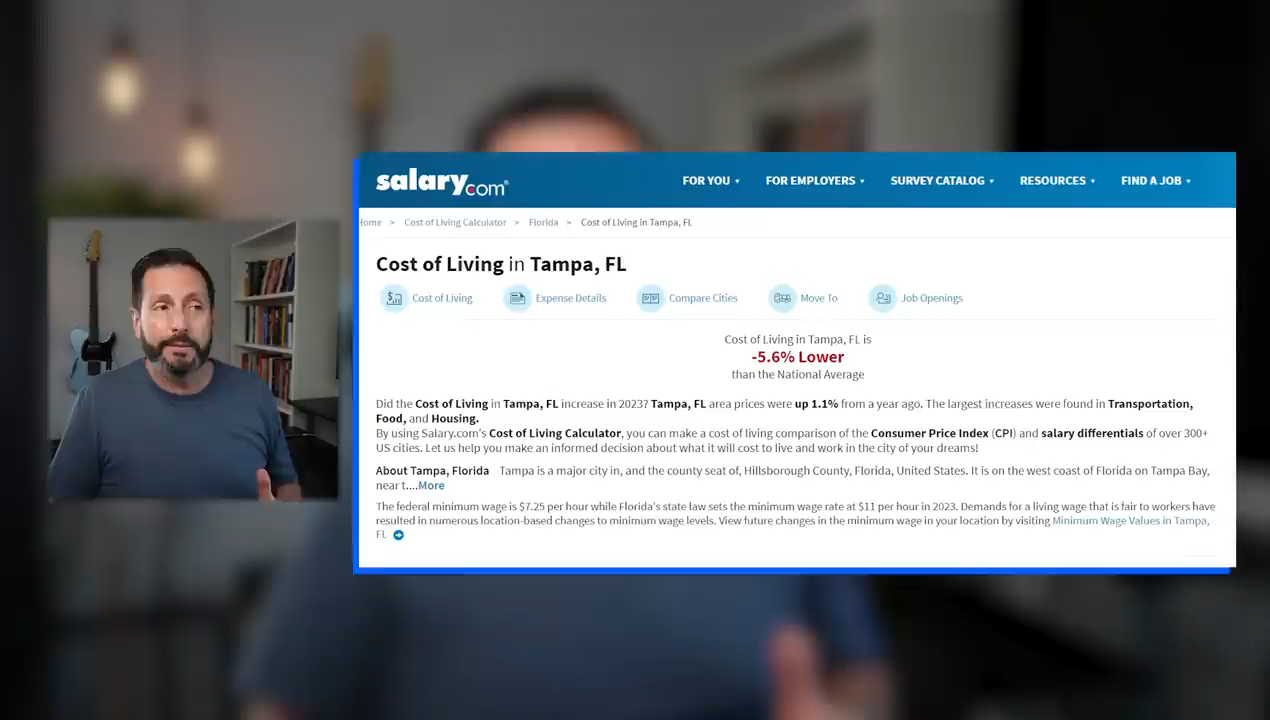 salary.com
FOR YOU
FOR EMPLOYERS
SURVEY CATALOG
RESOURCES
FIND A JOB
Home > Cost of Living Calculator > Florida > Cost of Living in Tampa, FL
Cost of Living in Tampa, FL
Cost of Living
Expense Details
Compare Cities
Move To
Job Openings
Cost of Living in Tampa, FL is
-5.6% Lower
than the National Average
Did the Cost of Living in Tampa, FL increase in 2023? Tampa, FL area prices were up 1.1% from a year ago. The largest increases were found in Transportation,
Food, and Housing.
By using Salary.com's Cost of Living Calculator, you can make a cost of living comparison of the Consumer Price Index (CPI) and salary differentials of over 300+
US cities. Let us help you make an informed decision about what it will cost to live and work in the city of your dreams!
About Tampa, Florida Tampa is a major city in, and the county seat of, Hillsborough County, Florida, United States. It is on the west coast of Florida on Tampa Bay,
near t....More
The federal minimum wage is $7.25 per hour while Florida's state law sets the minimum wage rate at $11 per hour in 2023. Demands for a living wage that is fair to workers have
resulted in numerous location-based changes to minimum wage levels. View future changes in the minimum wage in your location by visiting Minimum Wage Values in Tampa,
FL